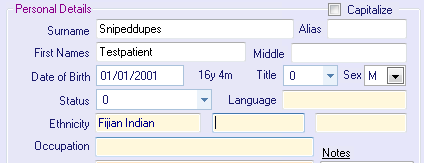 Personal Details Capitalize
Surname Snipeddupes Alias
First Names Testpatient Middle
Date of Birth 01/01/2001 16y 4m Title 0 Sex M
Status 0 Language
Ethnicity Fijian Indian
Occupation
Notes